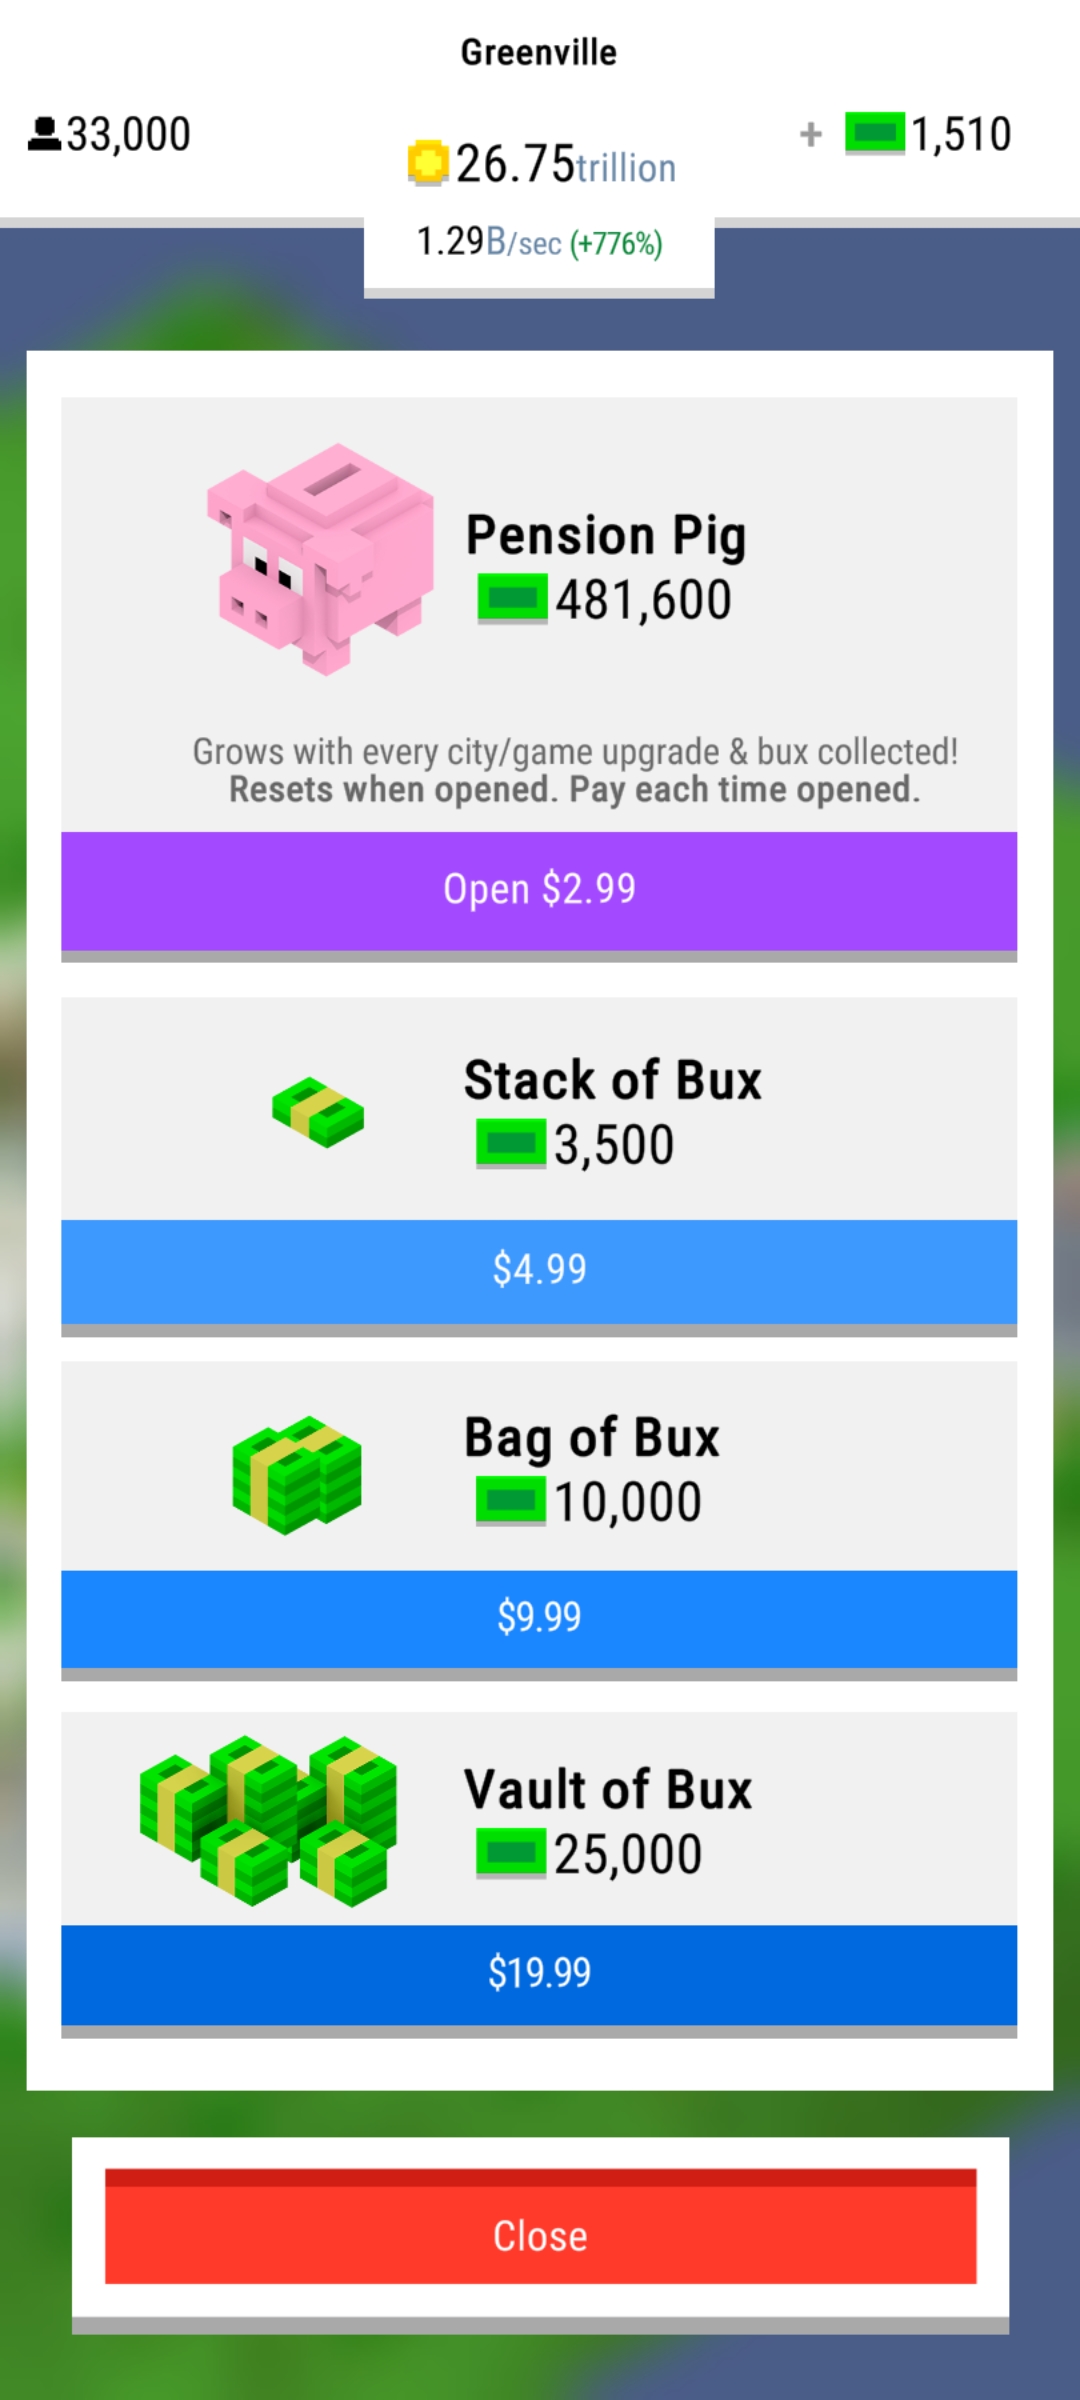 Greenville
33,000
26.75trillion
+ 1,510
1.29B/sec (+776%)
Pension Pig
481,600
Grows with every city/game upgrade & bux collected!
Resets when opened. Pay each time opened.
Open $2.99
Stack of Bux
3,500
$4.99
Bag of Bux
10,000
$9.99
Vault of Bux
25,000
$19.99
Close